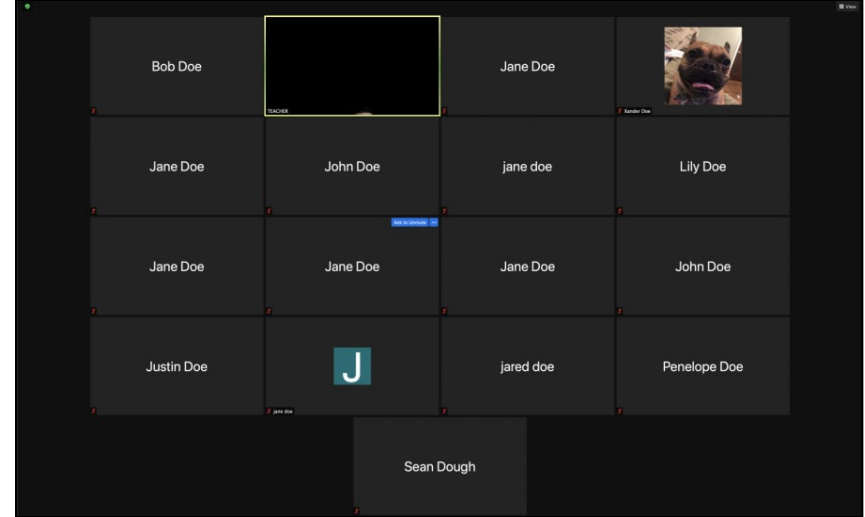 View
Bob Doe
TEACHER
Jane Doe
Xander Doe
Jane Doe
John Doe
jane doe
Lily Doe
Ask to Unmute ...
Jane Doe
Jane Doe
Jane Doe
John Doe
Justin Doe
J
jane doe
jared doe
Penelope Doe
Sean Dough